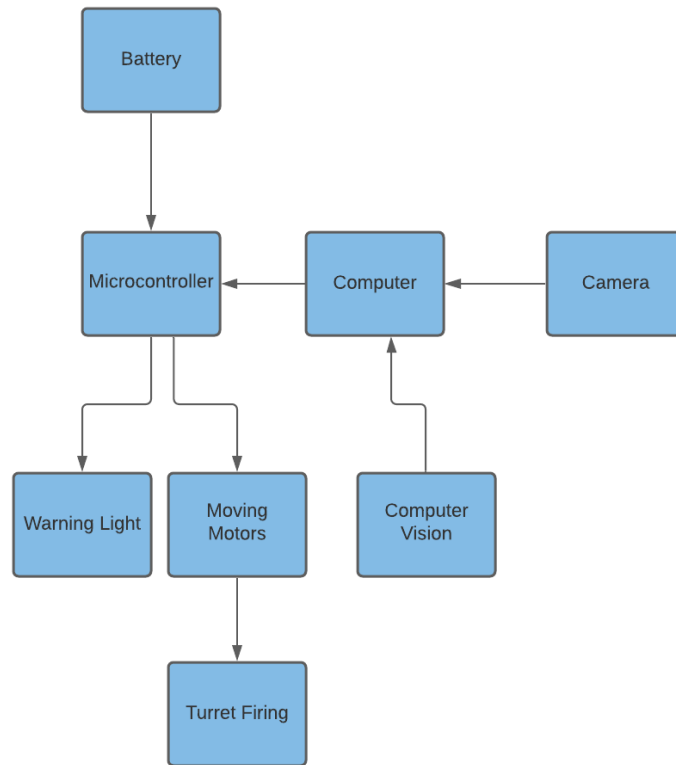 Battery
Microcontroller
Computer
Camera
Warning Light
Moving
Motors
Computer
Vision
Turret Firing